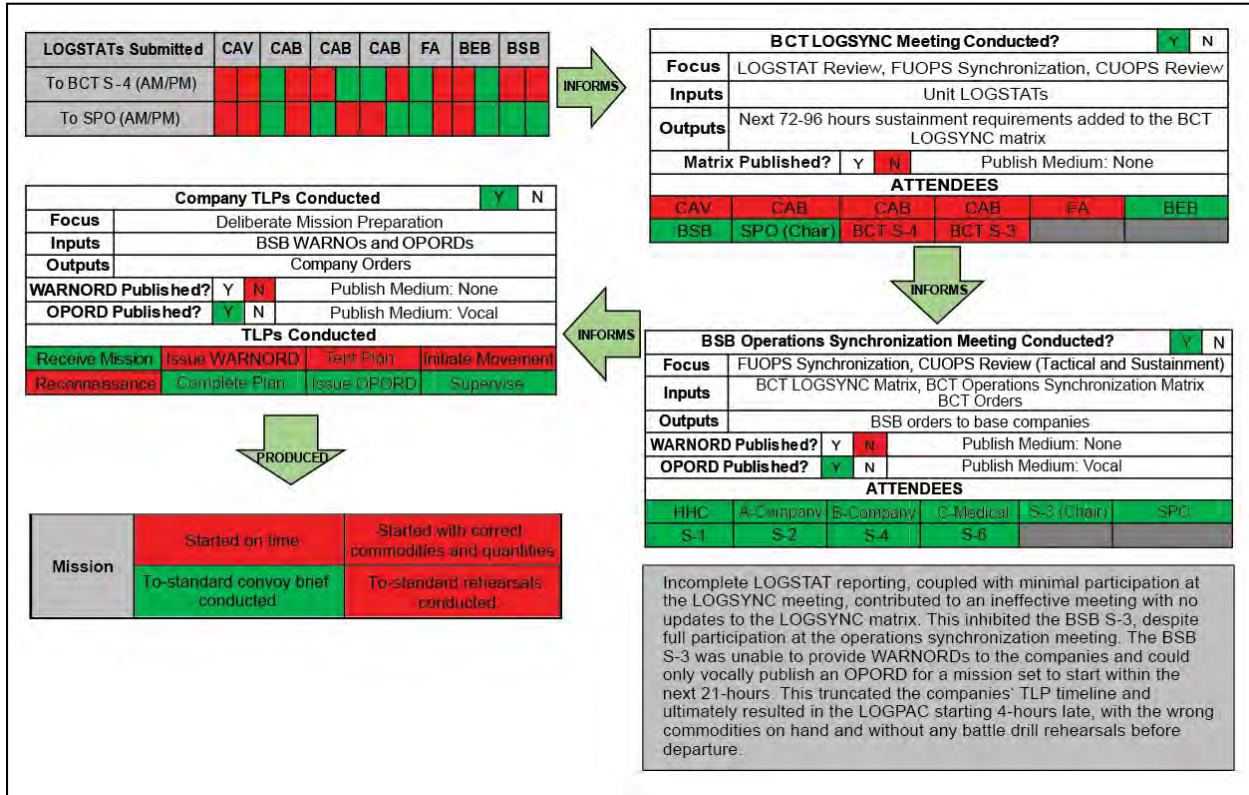 LOGSTATs Submitted CAV CAB CAB CAB FA BEB BSB
To BCT S-4 (AM/PM)
To SPO (AM/PM)
INFORMS
BCT LOGSYNC Meeting Conducted? Y N
Focus LOGSTAT Review, FUOPS Synchronization, CUOPS Review
Inputs Unit LOGSTATs
Outputs Next 72-96 hours sustainment requirements added to the BCT
LOGSYNC matrix
Matrix Published? Y N Publish Medium: None
ATTENDEES
CAV CAB CAB CAB FA BEB
BSB SPO (Chair) BCT S-4 BCT S-3
INFORMS
BSB Operations Synchronization Meeting Conducted? Y N
Focus FUOPS Synchronization, CUOPS Review (Tactical and Sustainment)
Inputs BCT LOGSYNC Matrix, BCT Operations Synchronization Matrix
BCT Orders
Outputs BSB orders to base companies
WARNORD Published? Y N Publish Medium: None
OPORD Published? Y N Publish Medium: Vocal
ATTENDEES
HHC A-Company B-Company C-Medical S-3 (Chair) SPO
S-1 S-2 S-4 S-6
INFORMS
Company TLPs Conducted Y N
Focus Deliberate Mission Preparation
Inputs BSB WARNOs and OPORDs
Outputs Company Orders
WARNORD Published? Y N Publish Medium: None
OPORD Published? Y N Publish Medium: Vocal
TLPs Conducted
Receive Mission Issue WARNORD Tent Plan Initiate Movement
Reconnaissance Complete Plan Issue OPORD Supervise
PRODUCED
Mission
Started on time
Started with correct
commodities and quantities
To-standard convoy brief
conducted
To-standard rehearsals
conducted
Incomplete LOGSTAT reporting, coupled with minimal participation at
the LOGSYNC meeting, contributed to an ineffective meeting with no
updates to the LOGSYNC matrix. This inhibited the BSB S-3, despite
full participation at the operations synchronization meeting. The BSB
S-3 was unable to provide WARNORDs to the companies and could
only vocally publish an OPORD for a mission set to start within the
next 21-hours. This truncated the companies' TLP timeline and
ultimately resulted in the LOGPAC starting 4-hours late, with the wrong
commodities on hand and without any battle drill rehearsals before
departure.